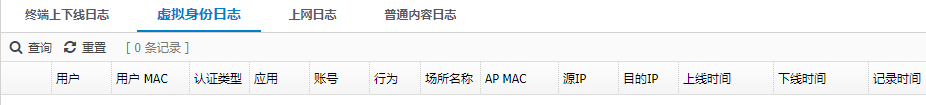 终端上下线日志 虚拟身份日志 上网日志 普通内容日志
查询 重置 [ 0 条记录 ]
用户 用户 MAC 认证类型 应用 账号 行为 场所名称 AP MAC 源IP 目的IP 上线时间 下线时间 记录时间